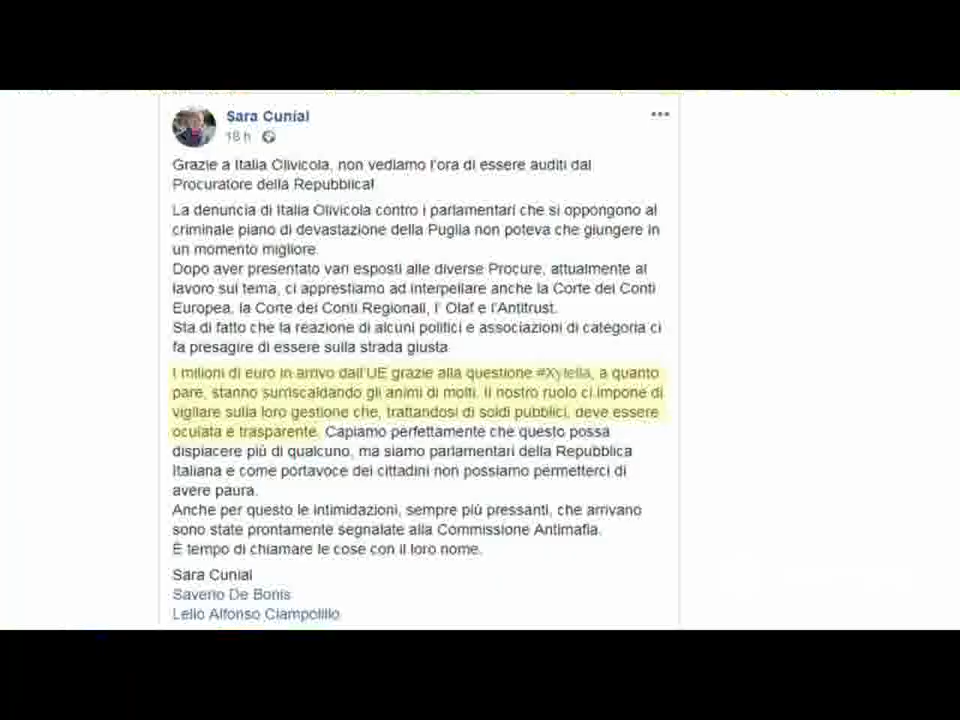 Sara Cunial
18 h
Grazie a Italia Olivicola, non vediamo l'ora di essere auditi dal
Procuratore della Repubblica!
La denuncia di Italia Olivicola contro i parlamentari che si oppongono al
criminale piano di devastazione della Puglia non poteva che giungere in
un momento migliore.
Dopo aver presentato vari esposti alle diverse Procure, attualmente al
lavoro sul tema, ci apprestiamo ad interpellare anche la Corte dei Conti
Europea, la Corte dei Conti Regionali, l' Olaf e l'Antitrust.
Sta di fatto che la reazione di alcuni politici e associazioni di categoria ci
fa presagire di essere sulla strada giusta.
I milioni di euro in arrivo dall'UE grazie alla questione #Xylella, a quanto
pare, stanno surriscaldando gli animi di molti. Il nostro ruolo ci impone di
vigilare sulla loro gestione che, trattandosi di soldi pubblici, deve essere
oculata e trasparente. Capiamo perfettamente che questo possa
dispiacere più di qualcuno, ma siamo parlamentari della Repubblica
Italiana e come portavoce dei cittadini non possiamo permetterci di
avere paura.
Anche per questo le intimidazioni, sempre più pressanti, che arrivano
sono state prontamente segnalate alla Commissione Antimafia.
È tempo di chiamare le cose con il loro nome.
Sara Cunial
Saverio De Bonis
Lello Alfonso Ciampolillo